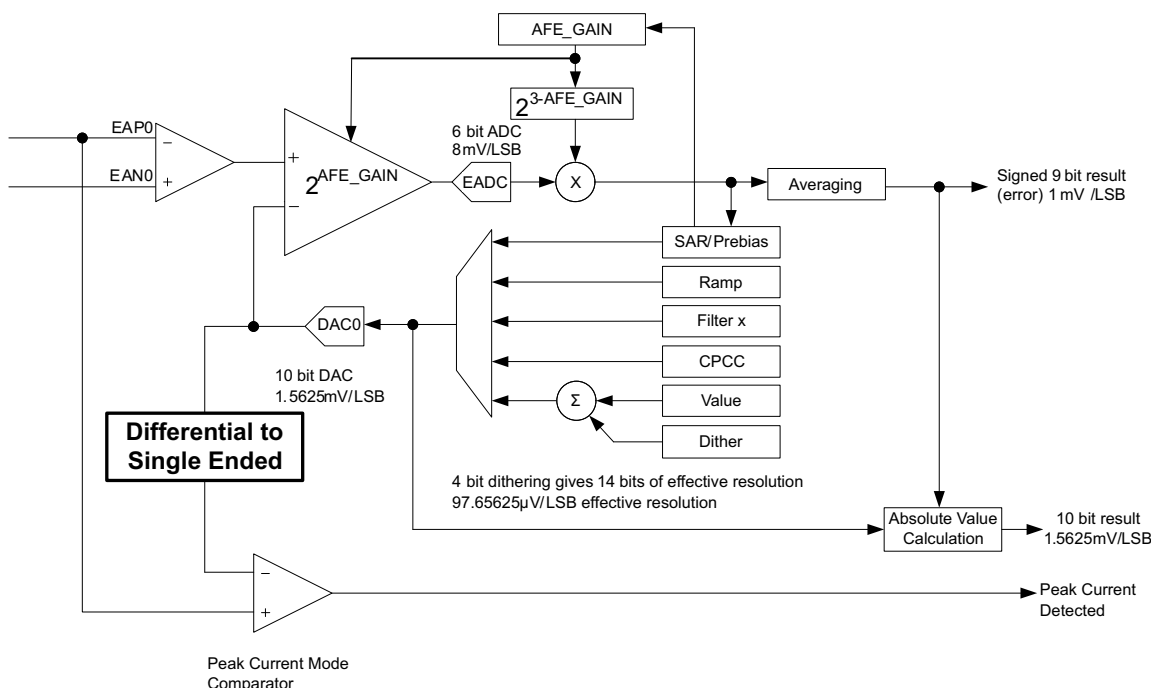 AFE_GAIN
2^3-AFE_GAIN
6 bit ADC
8mV/LSB
EAP0
EAN0
−
+
+
−
2^AFE_GAIN
EADC
X
Averaging
Signed 9 bit result
(error) 1 mV /LSB
SAR/Prebias
Ramp
Filter x
CPCC
Value
Dither
Σ
DAC0
10 bit DAC
1.5625mV/LSB
Differential to
Single Ended
4 bit dithering gives 14 bits of effective resolution
97.65625µV/LSB effective resolution
Absolute Value
Calculation
10 bit result
1.5625mV/LSB
−
+
Peak Current
Detected
Peak Current Mode
Comparator